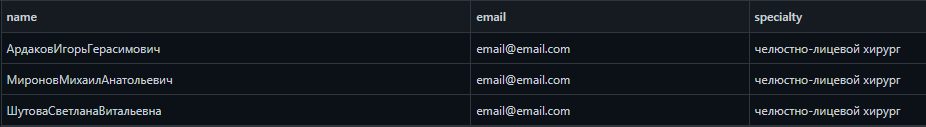 name email specialty
АрдаковИгорьГерасимович email@email.com челюстно-лицевой хирург
МироновМихаилАнатольевич email@email.com челюстно-лицевой хирург
ШутоваСветланаВитальевна email@email.com челюстно-лицевой хирург